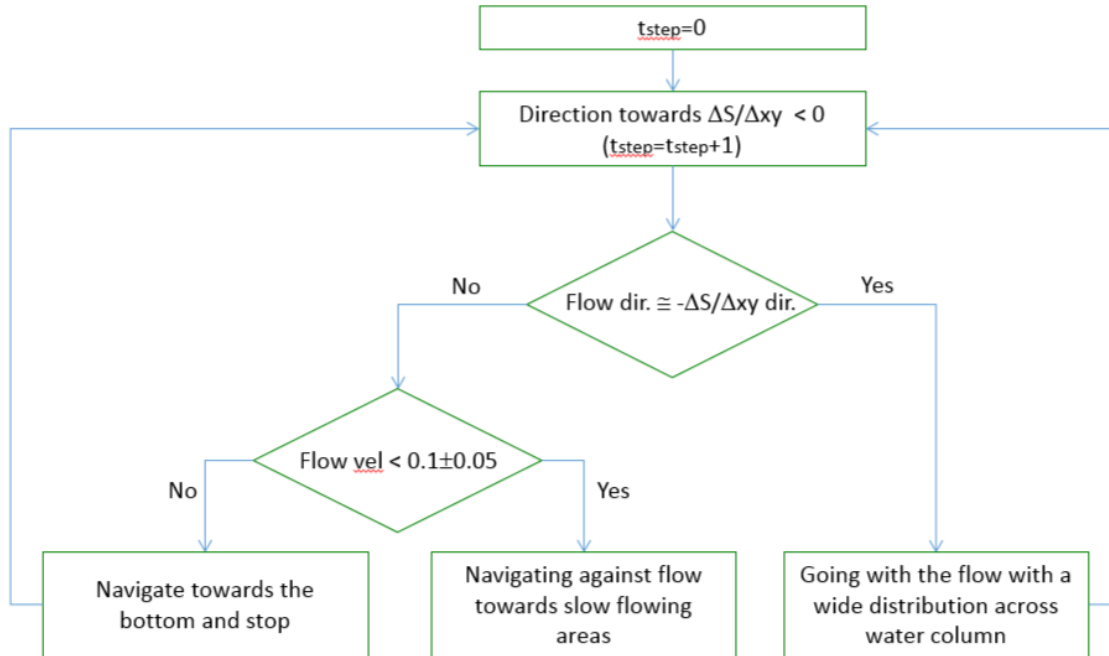 tstep=0
Direction towards ΔS/Δxy < 0
(tstep=tstep+1)
No
Yes
Flow dir. ≅ -ΔS/Δxy dir.
Flow vel < 0.1±0.05
No
Yes
Navigate towards the
bottom and stop
Navigating against flow
towards slow flowing
areas
Going with the flow with a
wide distribution across
water column